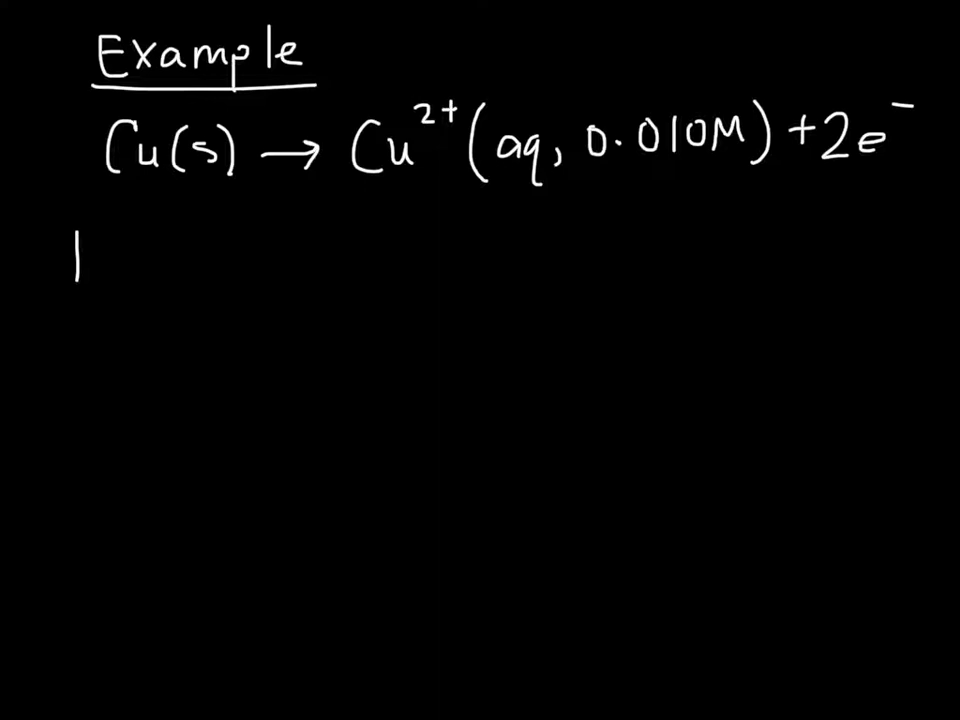 Example
Cu(s) → Cu²⁺(aq, 0.010M) + 2e⁻
|